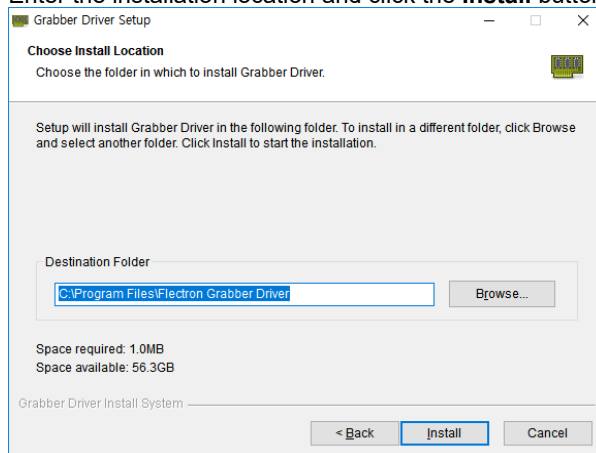 Enter the installation location and click the Install button
Grabber Driver Setup
Choose Install Location
Choose the folder in which to install Grabber Driver.
Setup will install Grabber Driver in the following folder. To install in a different folder, click Browse
and select another folder. Click Install to start the installation.
Destination Folder
C:\Program Files\Flectron Grabber Driver
Browse...
Space required: 1.0MB
Space available: 56.3GB
Grabber Driver Install System
< Back Install Cancel